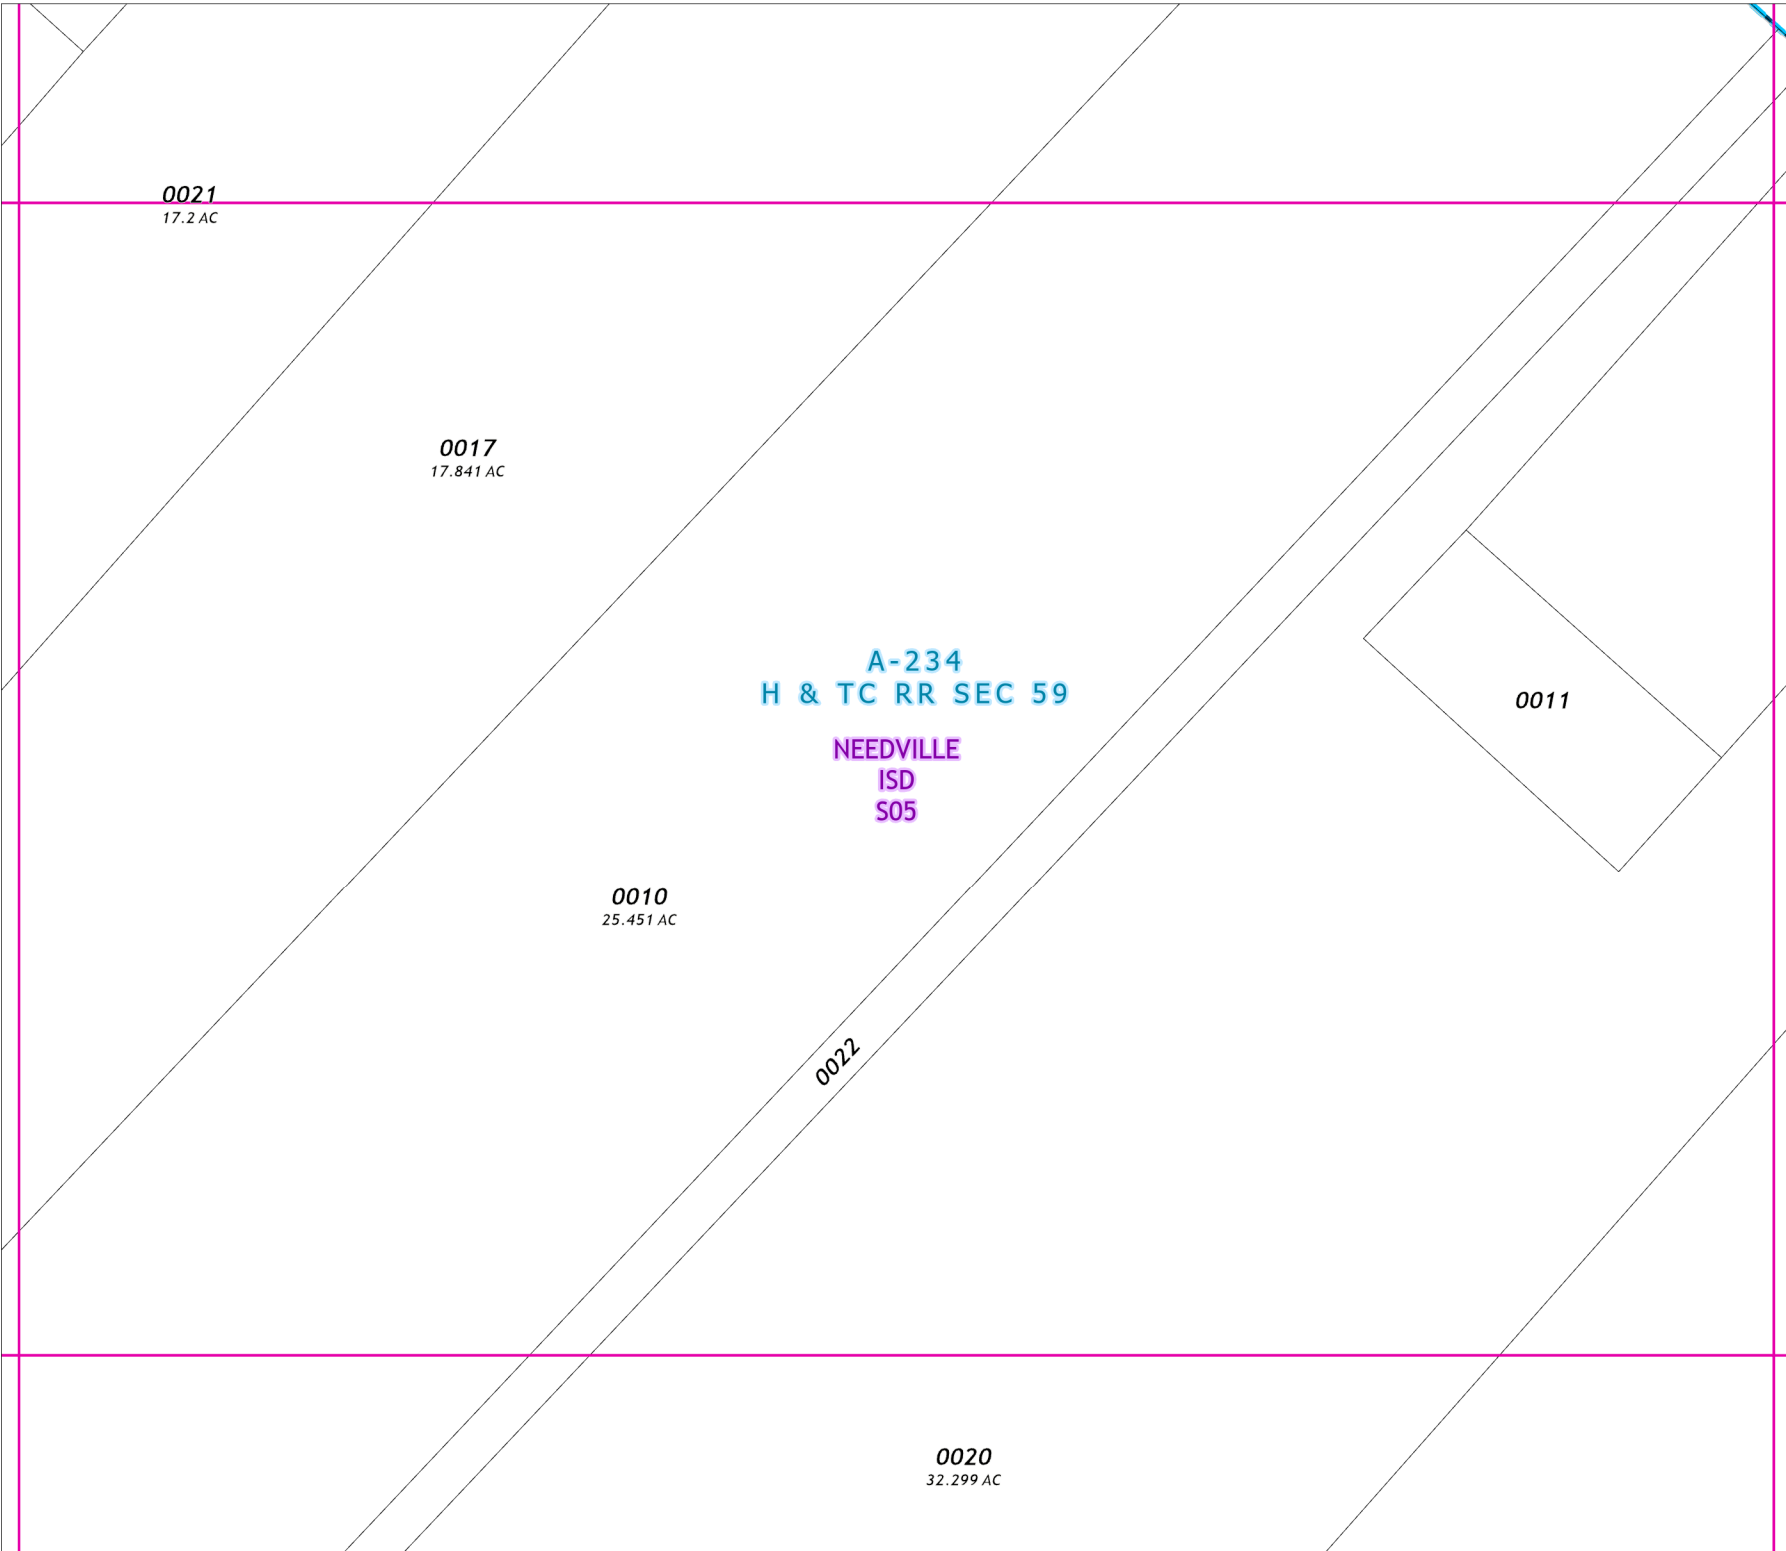 0021
17.2 AC
0017
17.841 AC
A-234
H & TC RR SEC 59
NEEDVILLE
ISD
S05
0011
0010
25.451 AC
0022
0020
32.299 AC